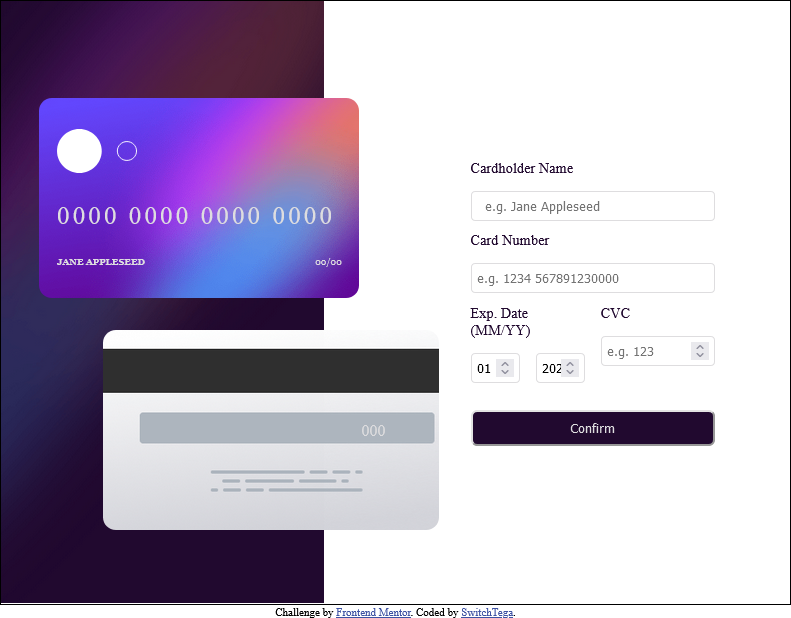 0000 0000 0000 0000
JANE APPLESEED
00/00
000
Cardholder Name
e.g. Jane Appleseed
Card Number
e.g. 1234 567891230000
Exp. Date
(MM/YY)
CVC
01
202
e.g. 123
Confirm
Challenge by Frontend Mentor. Coded by SwitchTega.